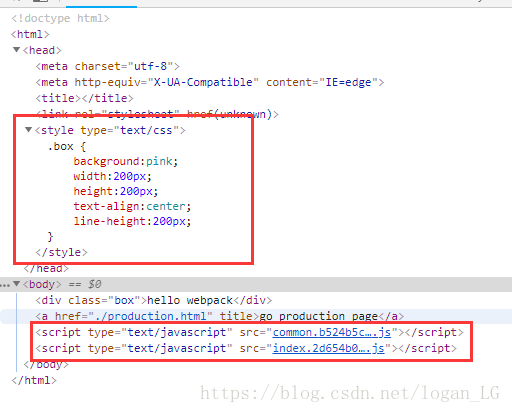 <!doctype html>
<html>
<head>
<meta charset="utf-8">
<meta http-equiv="X-UA-Compatible" content="IE=edge">
<title></title>
<link rel="stylesheet" href(unknown)>
<style type="text/css">
.box {
background:pink;
width:200px;
height:200px;
text-align:center;
line-height:200px;
}
</style>
</head>
<body> == $0
<div class="box">hello webpack</div>
<a href="./production.html" title>go production page</a>
<script type="text/javascript" src="common.b524b5c….js"></script>
<script type="text/javascript" src="index.2d654b0….js"></script>
</body>
</html>
https://blog.csdn.net/logan_LG